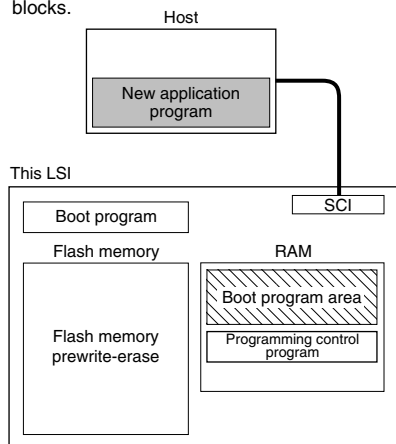 blocks.
Host
New application
program
This LSI
SCI
Boot program
Flash memory
RAM
Boot program area
Flash memory
prewrite-erase
Programming control
program